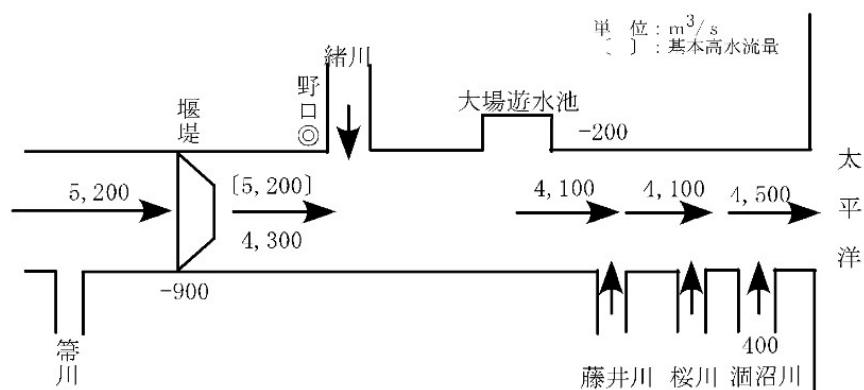 単 位：m³/s
〔 〕：基本高水流量
緒川
野口
◎
堰堤
大場遊水池
-200
太平洋
5,200
〔5,200〕
4,300
4,100
4,100
4,500
-900
箒川
400
藤井川
桜川
涸沼川